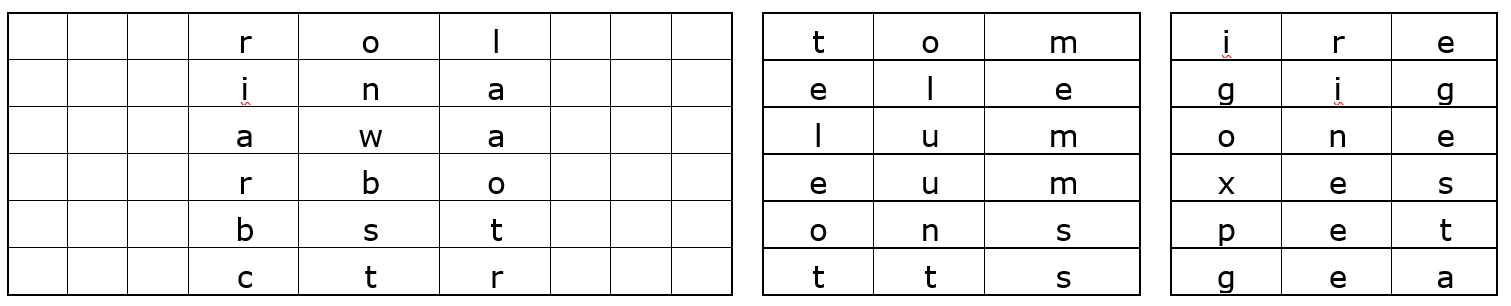 r o l t o m i r e
i n a e l e g i g
a w a l u m o n e
r b o e u m x e s
b s t o n s p e t
c t r t t s g e a